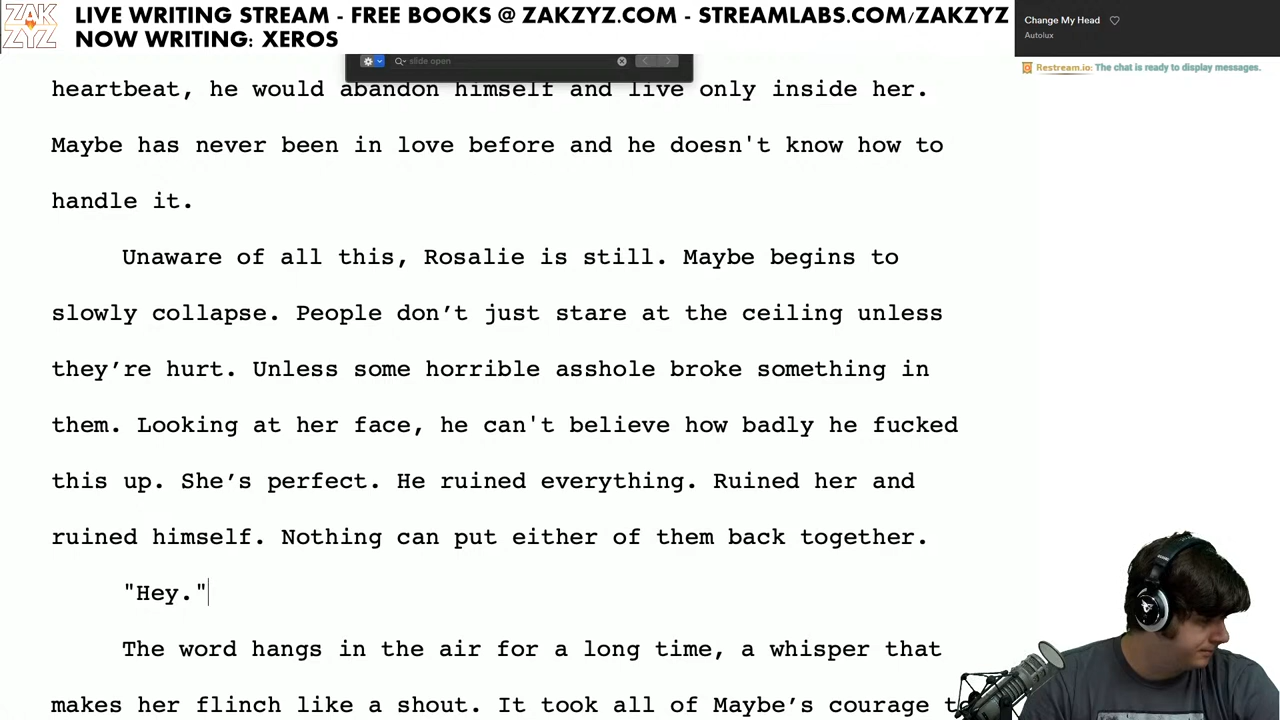 ZAK
ZYZ
LIVE WRITING STREAM - FREE BOOKS @ ZAKZYZ.COM - STREAMLABS.COM/ZAKZYZ
NOW WRITING: XEROS
Change My Head
Autolux
Restream.io: The chat is ready to display messages.
slide open
heartbeat, he would abandon himself and live only inside her.
Maybe has never been in love before and he doesn't know how to
handle it.
Unaware of all this, Rosalie is still. Maybe begins to
slowly collapse. People don’t just stare at the ceiling unless
they’re hurt. Unless some horrible asshole broke something in
them. Looking at her face, he can't believe how badly he fucked
this up. She’s perfect. He ruined everything. Ruined her and
ruined himself. Nothing can put either of them back together.
"Hey."
The word hangs in the air for a long time, a whisper that
makes her flinch like a shout. It took all of Maybe’s courage